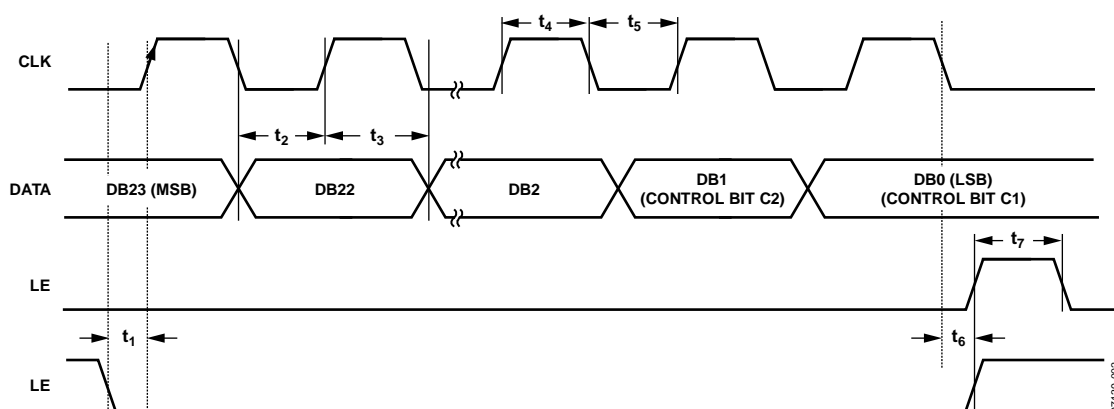 t4
t5
CLK
t2
t3
DATA
DB23 (MSB)
DB22
DB2
DB1
(CONTROL BIT C2)
DB0 (LSB)
(CONTROL BIT C1)
t7
LE
t1
t6
LE